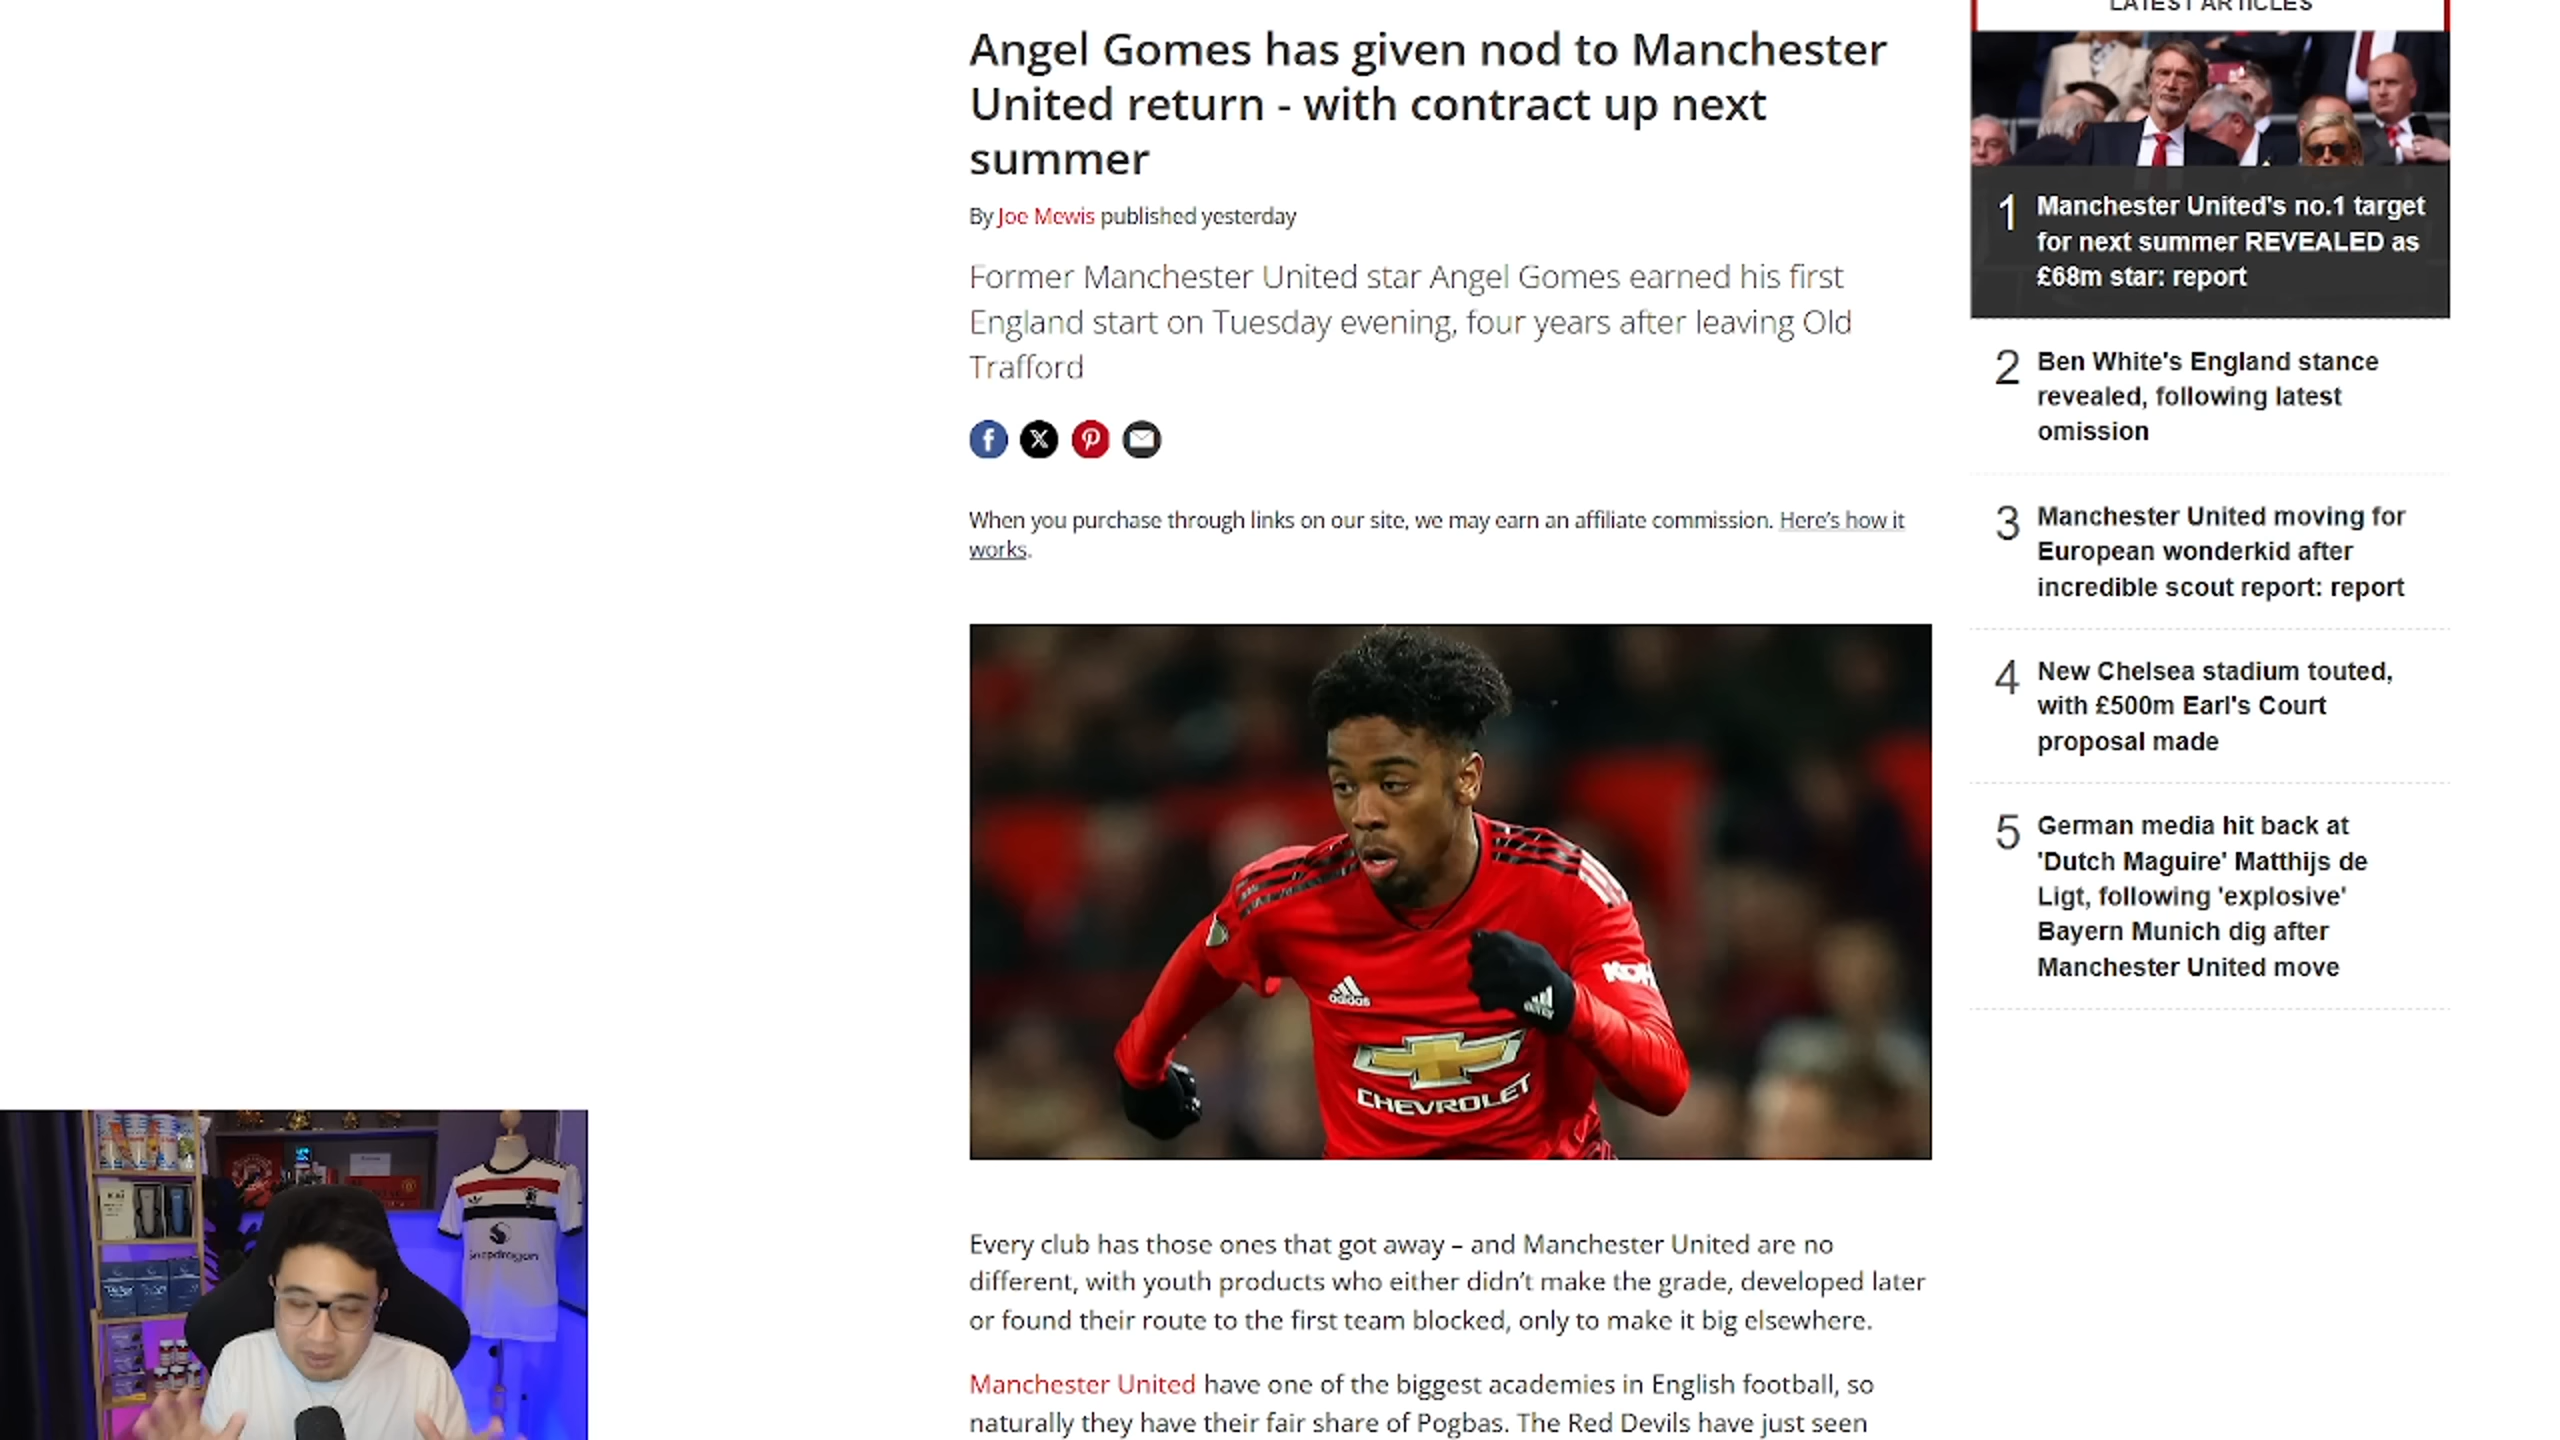 Angel Gomes has given nod to Manchester
United return - with contract up next
summer
By Joe Mewis published yesterday
Former Manchester United star Angel Gomes earned his first
England start on Tuesday evening, four years after leaving Old
Trafford
When you purchase through links on our site, we may earn an affiliate commission. Here's how it
works.
adidas
CHEVROLET
Every club has those ones that got away – and Manchester United are no
different, with youth products who either didn't make the grade, developed later
or found their route to the first team blocked, only to make it big elsewhere.
Manchester United have one of the biggest academies in English football, so
naturally they have their fair share of Pogbas. The Red Devils have just seen
LATEST ARTICLES
1 Manchester United's no.1 target
for next summer REVEALED as
£68m star: report
2 Ben White's England stance
revealed, following latest
omission
3 Manchester United moving for
European wonderkid after
incredible scout report: report
4 New Chelsea stadium touted,
with £500m Earl's Court
proposal made
5 German media hit back at
'Dutch Maguire' Matthijs de
Ligt, following 'explosive'
Bayern Munich dig after
Manchester United move
Snapdragon